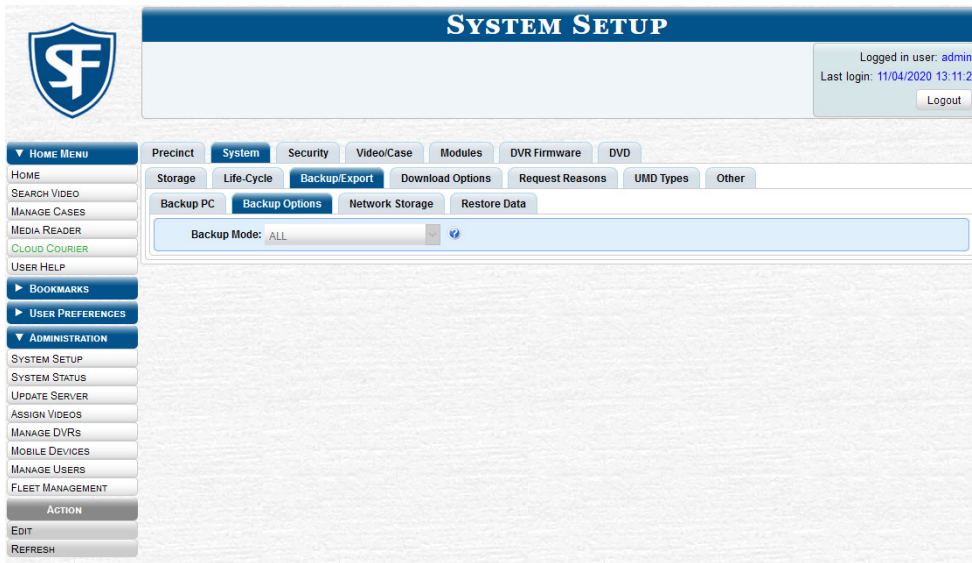 SYSTEM SETUP
SF
Logged in user: admin
Last login: 11/04/2020 13:11:2
Logout
▼ HOME MENU
HOME
SEARCH VIDEO
MANAGE CASES
MEDIA READER
CLOUD COURIER
USER HELP
► BOOKMARKS
► USER PREFERENCES
▼ ADMINISTRATION
SYSTEM SETUP
SYSTEM STATUS
UPDATE SERVER
ASSIGN VIDEOS
MANAGE DVRS
MOBILE DEVICES
MANAGE USERS
FLEET MANAGEMENT
ACTION
EDIT
REFRESH
Precinct System Security Video/Case Modules DVR Firmware DVD
Storage Life-Cycle Backup/Export Download Options Request Reasons UMD Types Other
Backup PC Backup Options Network Storage Restore Data
Backup Mode: ALL ?